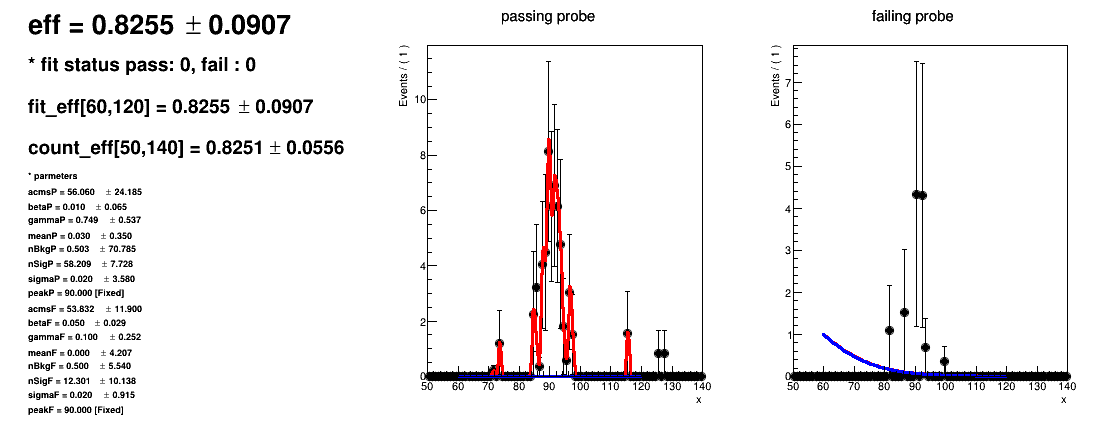 eff = 0.8255 ± 0.0907
* fit status pass: 0, fail : 0
fit_eff[60,120] = 0.8255 ± 0.0907
count_eff[50,140] = 0.8251 ± 0.0556
* parmeters
acmsP = 56.060 ± 24.185
betaP = 0.010 ± 0.065
gammaP = 0.749 ± 0.537
meanP = 0.030 ± 0.350
nBkgP = 0.503 ± 70.785
nSigP = 58.209 ± 7.728
sigmaP = 0.020 ± 3.580
peakP = 90.000 [Fixed]
acmsF = 53.832 ± 11.900
betaF = 0.050 ± 0.029
gammaF = 0.100 ± 0.252
meanF = 0.000 ± 4.207
nBkgF = 0.500 ± 5.540
nSigF = 12.301 ± 10.138
sigmaF = 0.020 ± 0.915
peakF = 90.000 [Fixed]
passing probe
Events / ( 1 )
10
8
6
4
2
0
50 60 70 80 90 100 110 120 130 140
x
failing probe
Events / ( 1 )
7
6
5
4
3
2
1
0
50 60 70 80 90 100 110 120 130 140
x